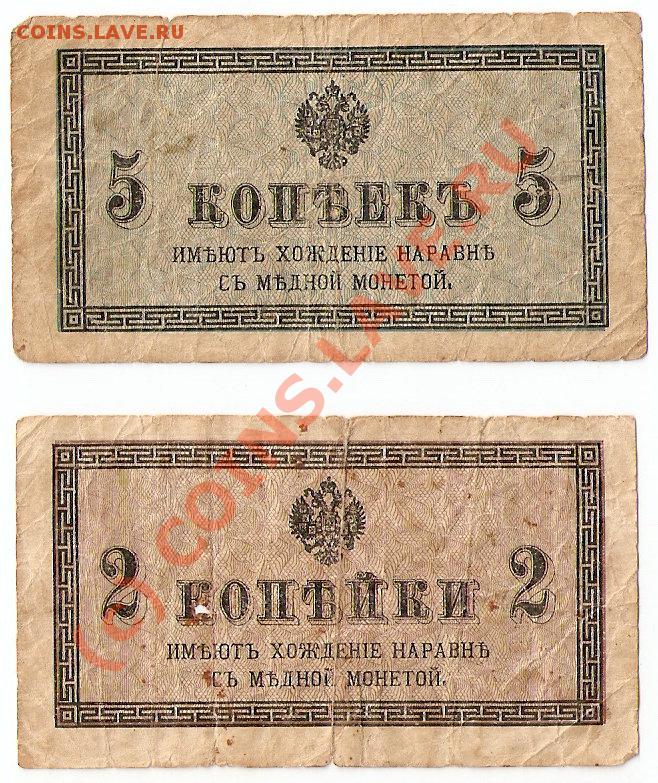 COINS.LAVE.RU
5 КОПѢЕКЪ 5
ИМѢЮТЪ ХОЖДЕНІЕ НАРАВНѢ
СЪ МѢДНОЙ МОНЕТОЙ.
(c) COINS.LAVE.RU
2 КОПѢЙКИ 2
ИМѢЮТЪ ХОЖДЕНІЕ НАРАВНѢ
СЪ МѢДНОЙ МОНЕТОЙ.